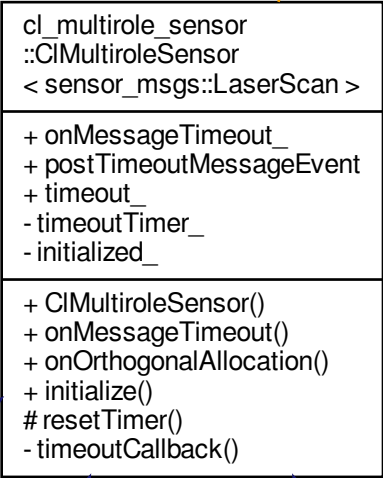 cl_multirole_sensor
::ClMultiroleSensor
< sensor_msgs::LaserScan >
+ onMessageTimeout_
+ postTimeoutMessageEvent
+ timeout_
- timeoutTimer_
- initialized_
+ ClMultiroleSensor()
+ onMessageTimeout()
+ onOrthogonalAllocation()
+ initialize()
# resetTimer()
- timeoutCallback()